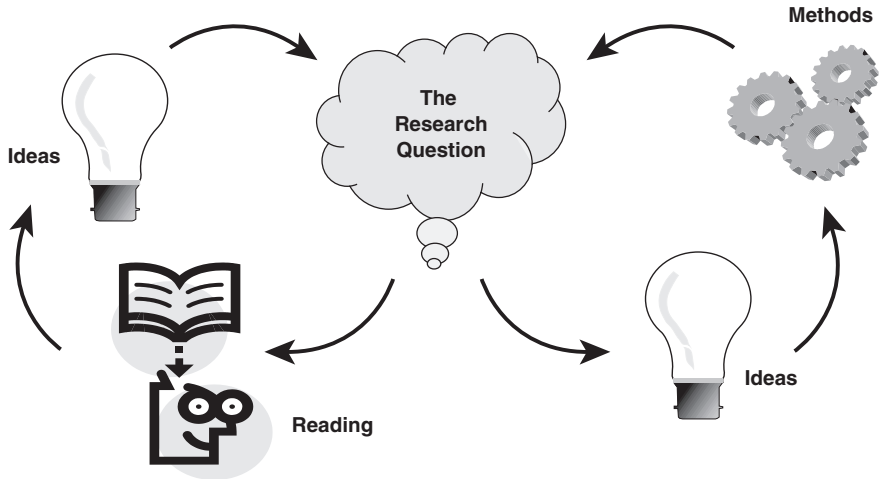 Methods
The
Research
Question
Ideas
Ideas
Reading